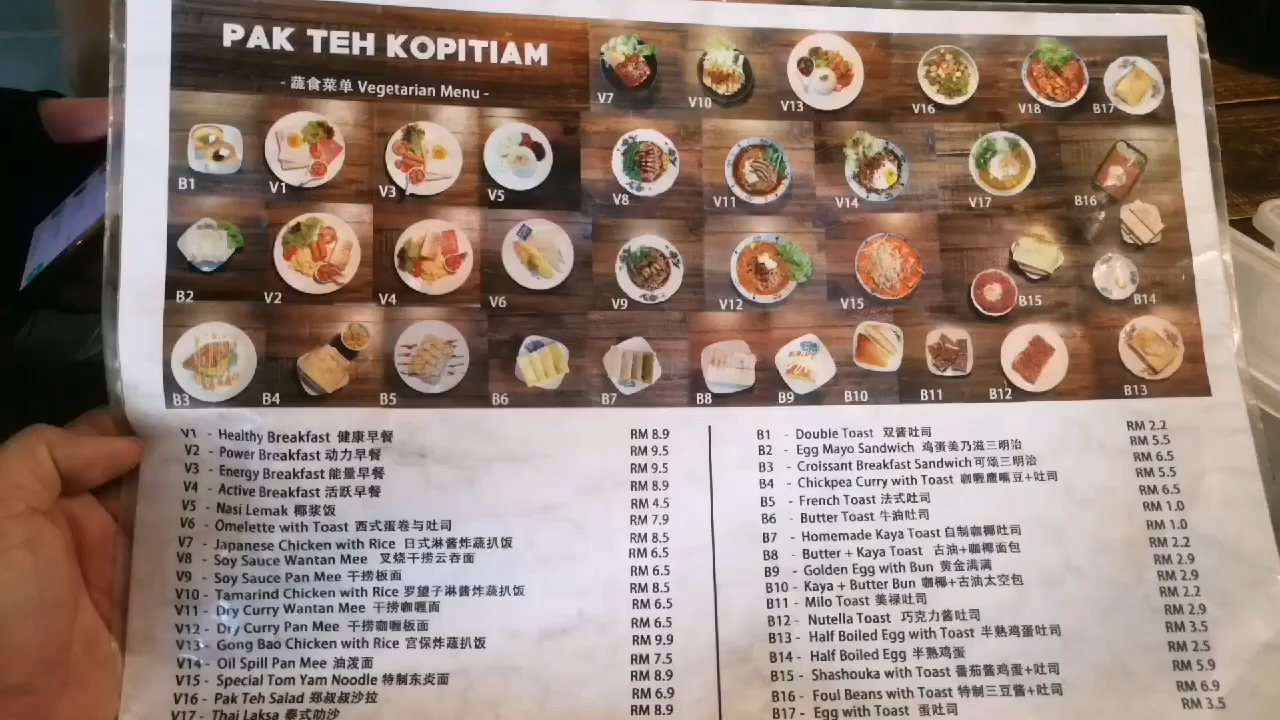 PAK TEH KOPITIAM
- 蔬食菜单 Vegetarian Menu -
V7 V10 V13 V16 V18 B17
B1 V1 V3 V5 V8 V11 V14 V17 B16
B2 V2 V4 V6 V9 V12 V15 B15 B14
B3 B4 B5 B6 B7 B8 B9 B10 B11 B12 B13
V1 - Healthy Breakfast 健康早餐 RM 8.9
V2 - Power Breakfast 动力早餐 RM 9.5
V3 - Energy Breakfast 能量早餐 RM 9.5
V4 - Active Breakfast 活跃早餐 RM 8.9
V5 - Nasi Lemak 椰浆饭 RM 4.5
V6 - Omelette with Toast 西式蛋卷与吐司 RM 7.9
V7 - Japanese Chicken with Rice 日式淋酱炸蔬扒饭 RM 8.5
V8 - Soy Sauce Wantan Mee 叉烧干捞云吞面 RM 6.5
V9 - Soy Sauce Pan Mee 干捞板面 RM 6.5
V10 - Tamarind Chicken with Rice 罗望子淋酱炸蔬扒饭 RM 8.5
V11 - Dry Curry Wantan Mee 干捞咖喱面 RM 6.5
V12 - Dry Curry Pan Mee 干捞咖喱板面 RM 6.5
V13 - Gong Bao Chicken with Rice 宫保炸蔬扒饭 RM 9.9
V14 - Oil Spill Pan Mee 油泼面 RM 7.5
V15 - Special Tom Yam Noodle 特制东炎面 RM 8.9
V16 - Pak Teh Salad 郑叔叔沙拉 RM 6.9
V17 - Thai Laksa 泰式叻沙 RM 8.9
B1 - Double Toast 双酱吐司 RM 2.2
B2 - Egg Mayo Sandwich 鸡蛋美乃滋三明治 RM 5.5
B3 - Croissant Breakfast Sandwich 可颂三明治 RM 6.5
B4 - Chickpea Curry with Toast 咖喱鹰嘴豆+吐司 RM 5.5
B5 - French Toast 法式吐司 RM 6.5
B6 - Butter Toast 牛油吐司 RM 1.0
B7 - Homemade Kaya Toast 自制咖椰吐司 RM 1.0
B8 - Butter + Kaya Toast 古油+咖椰面包 RM 2.2
B9 - Golden Egg with Bun 黄金满满 RM 2.9
B10 - Kaya + Butter Bun 咖椰+古油太空包 RM 2.9
B11 - Milo Toast 美禄吐司 RM 2.2
B12 - Nutella Toast 巧克力酱吐司 RM 2.9
B13 - Half Boiled Egg with Toast 半熟鸡蛋吐司 RM 3.5
B14 - Half Boiled Egg 半熟鸡蛋 RM 2.5
B15 - Shashouka with Toast 番茄酱鸡蛋+吐司 RM 5.9
B16 - Foul Beans with Toast 特制三豆酱+吐司 RM 6.9
B17 - Egg with Toast 蛋吐司 RM 3.5